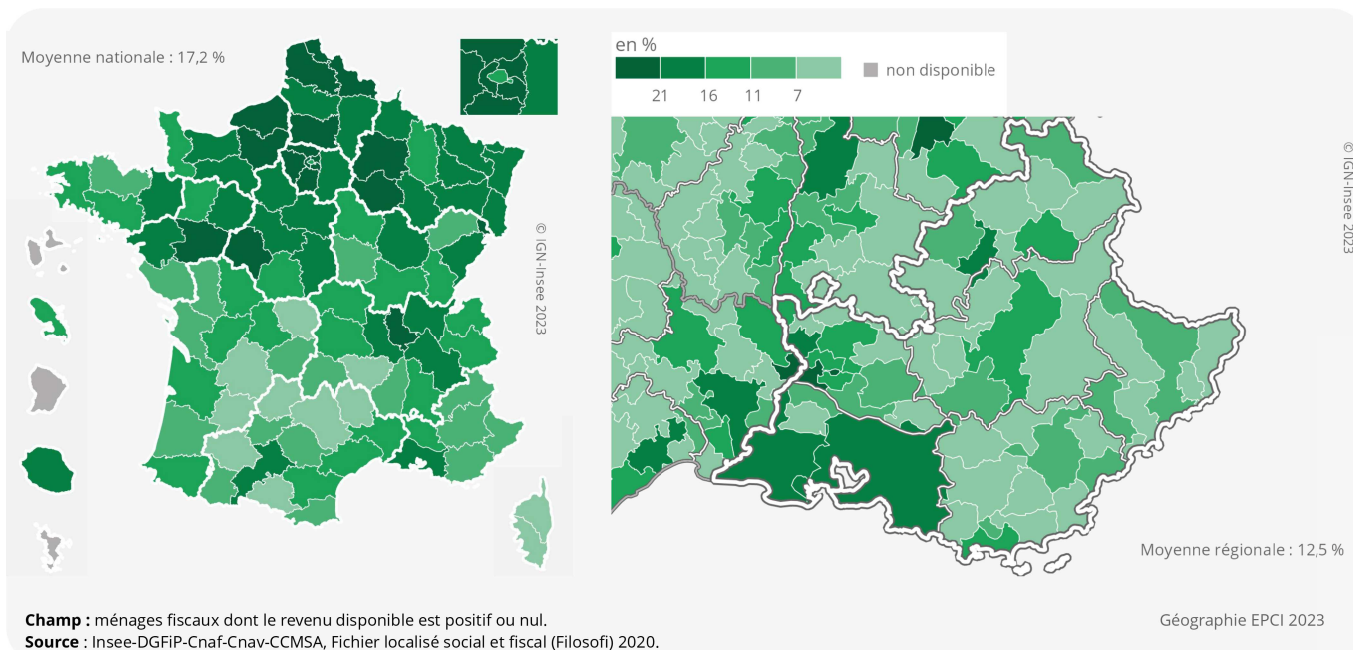 Moyenne nationale : 17,2 %
© IGN-Insee 2023
en %
21 16 11 7
non disponible
© IGN-Insee 2023
Moyenne régionale : 12,5 %
Champ : ménages fiscaux dont le revenu disponible est positif ou nul.
Source : Insee-DGFiP-Cnaf-Cnav-CCMSA, Fichier localisé social et fiscal (Filosofi) 2020.
Géographie EPCI 2023